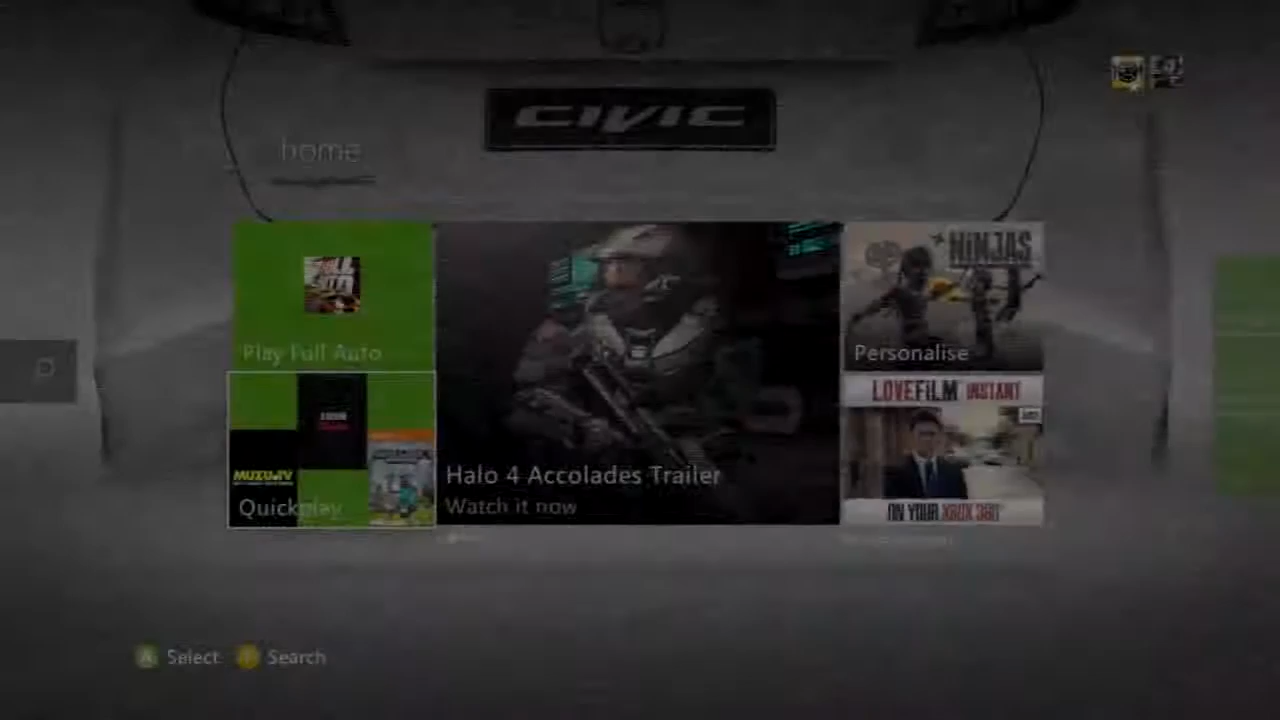 CIVIC
home
NINJAS
Play Full Auto
Personalise
LOVEFILM INSTANT
MUZU.TV
Halo 4 Accolades Trailer
Quickplay
Watch it now
ON YOUR XBOX 360
Select
Search